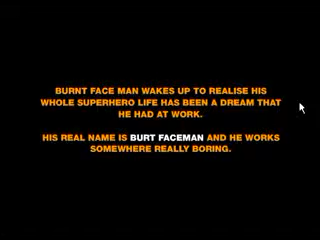 BURNT FACE MAN WAKES UP TO REALISE HIS
WHOLE SUPERHERO LIFE HAS BEEN A DREAM THAT
HE HAD AT WORK.
HIS REAL NAME IS BURT FACEMAN AND HE WORKS
SOMEWHERE REALLY BORING.